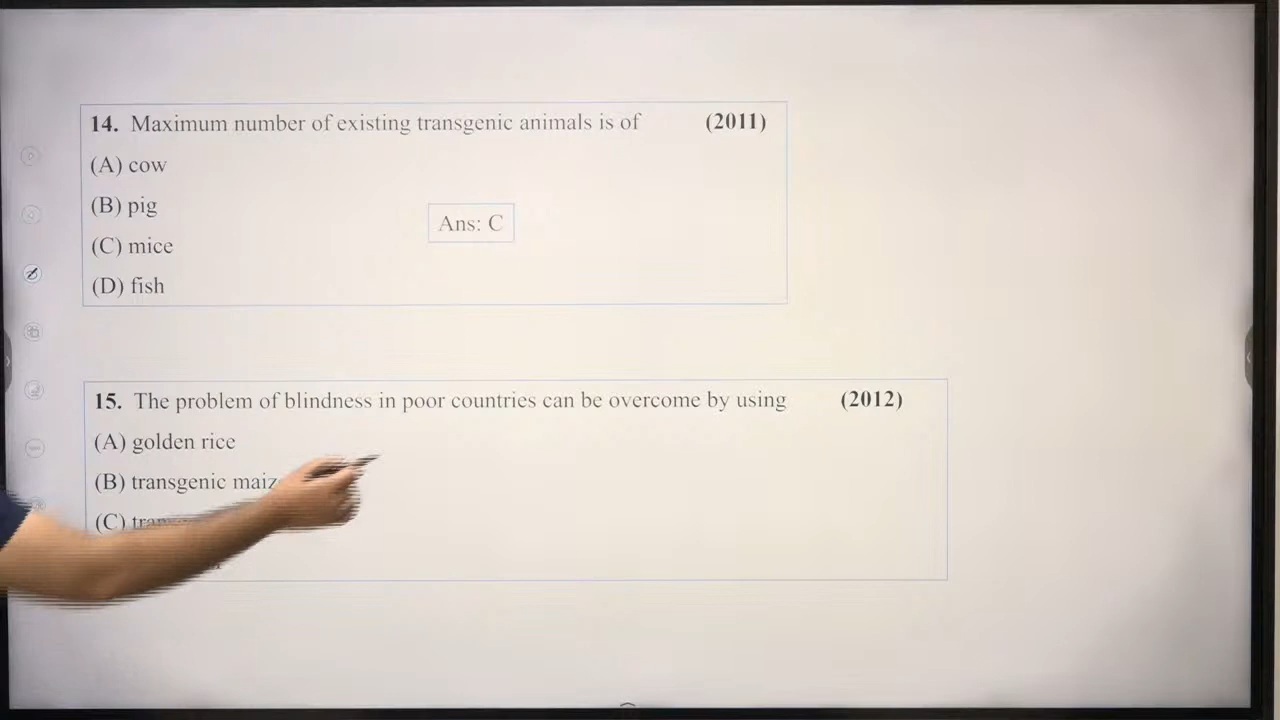 14. Maximum number of existing transgenic animals is of (2011)
(A) cow
(B) pig
Ans: C
(C) mice
(D) fish
15. The problem of blindness in poor countries can be overcome by using (2012)
(A) golden rice
(B) transgenic maiz
(C)